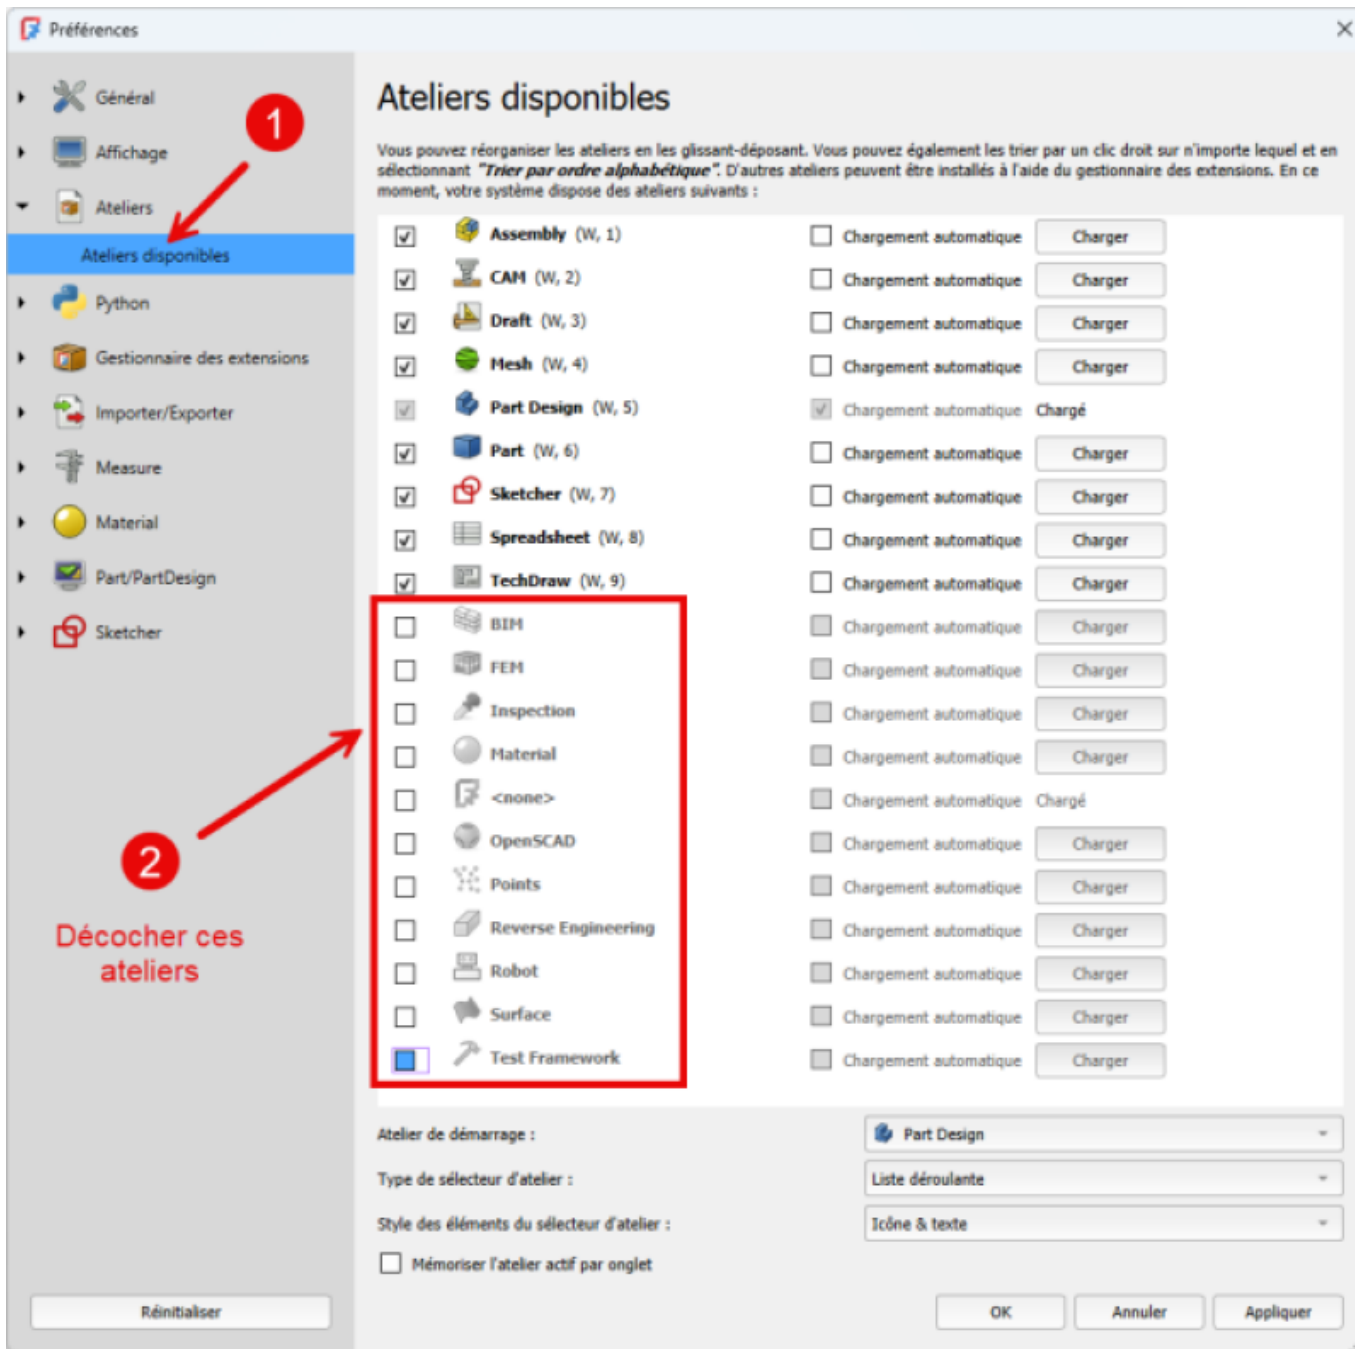 Préférences
Général
Affichage
Ateliers
Ateliers disponibles
Python
Gestionnaire des extensions
Importer/Exporter
Measure
Material
Part/PartDesign
Sketcher
1
2
Décocher ces
ateliers
Réinitialiser
Ateliers disponibles
Vous pouvez réorganiser les ateliers en les glissant-déposant. Vous pouvez également les trier par un clic droit sur n'importe lequel et en
sélectionnant "Trier par ordre alphabétique". D'autres ateliers peuvent être installés à l'aide du gestionnaire des extensions. En ce
moment, votre système dispose des ateliers suivants :
Assembly (W, 1) Chargement automatique Charger
CAM (W, 2) Chargement automatique Charger
Draft (W, 3) Chargement automatique Charger
Mesh (W, 4) Chargement automatique Charger
Part Design (W, 5) Chargement automatique Chargé
Part (W, 6) Chargement automatique Charger
Sketcher (W, 7) Chargement automatique Charger
Spreadsheet (W, 8) Chargement automatique Charger
TechDraw (W, 9) Chargement automatique Charger
BIM Chargement automatique Charger
FEM Chargement automatique Charger
Inspection Chargement automatique Charger
Material Chargement automatique Charger
<none> Chargement automatique Chargé
OpenSCAD Chargement automatique Charger
Points Chargement automatique Charger
Reverse Engineering Chargement automatique Charger
Robot Chargement automatique Charger
Surface Chargement automatique Charger
Test Framework Chargement automatique Charger
Atelier de démarrage : Part Design
Type de sélecteur d'atelier : Liste déroulante
Style des éléments du sélecteur d'atelier : Icône & texte
Mémoriser l'atelier actif par onglet
OK Annuler Appliquer